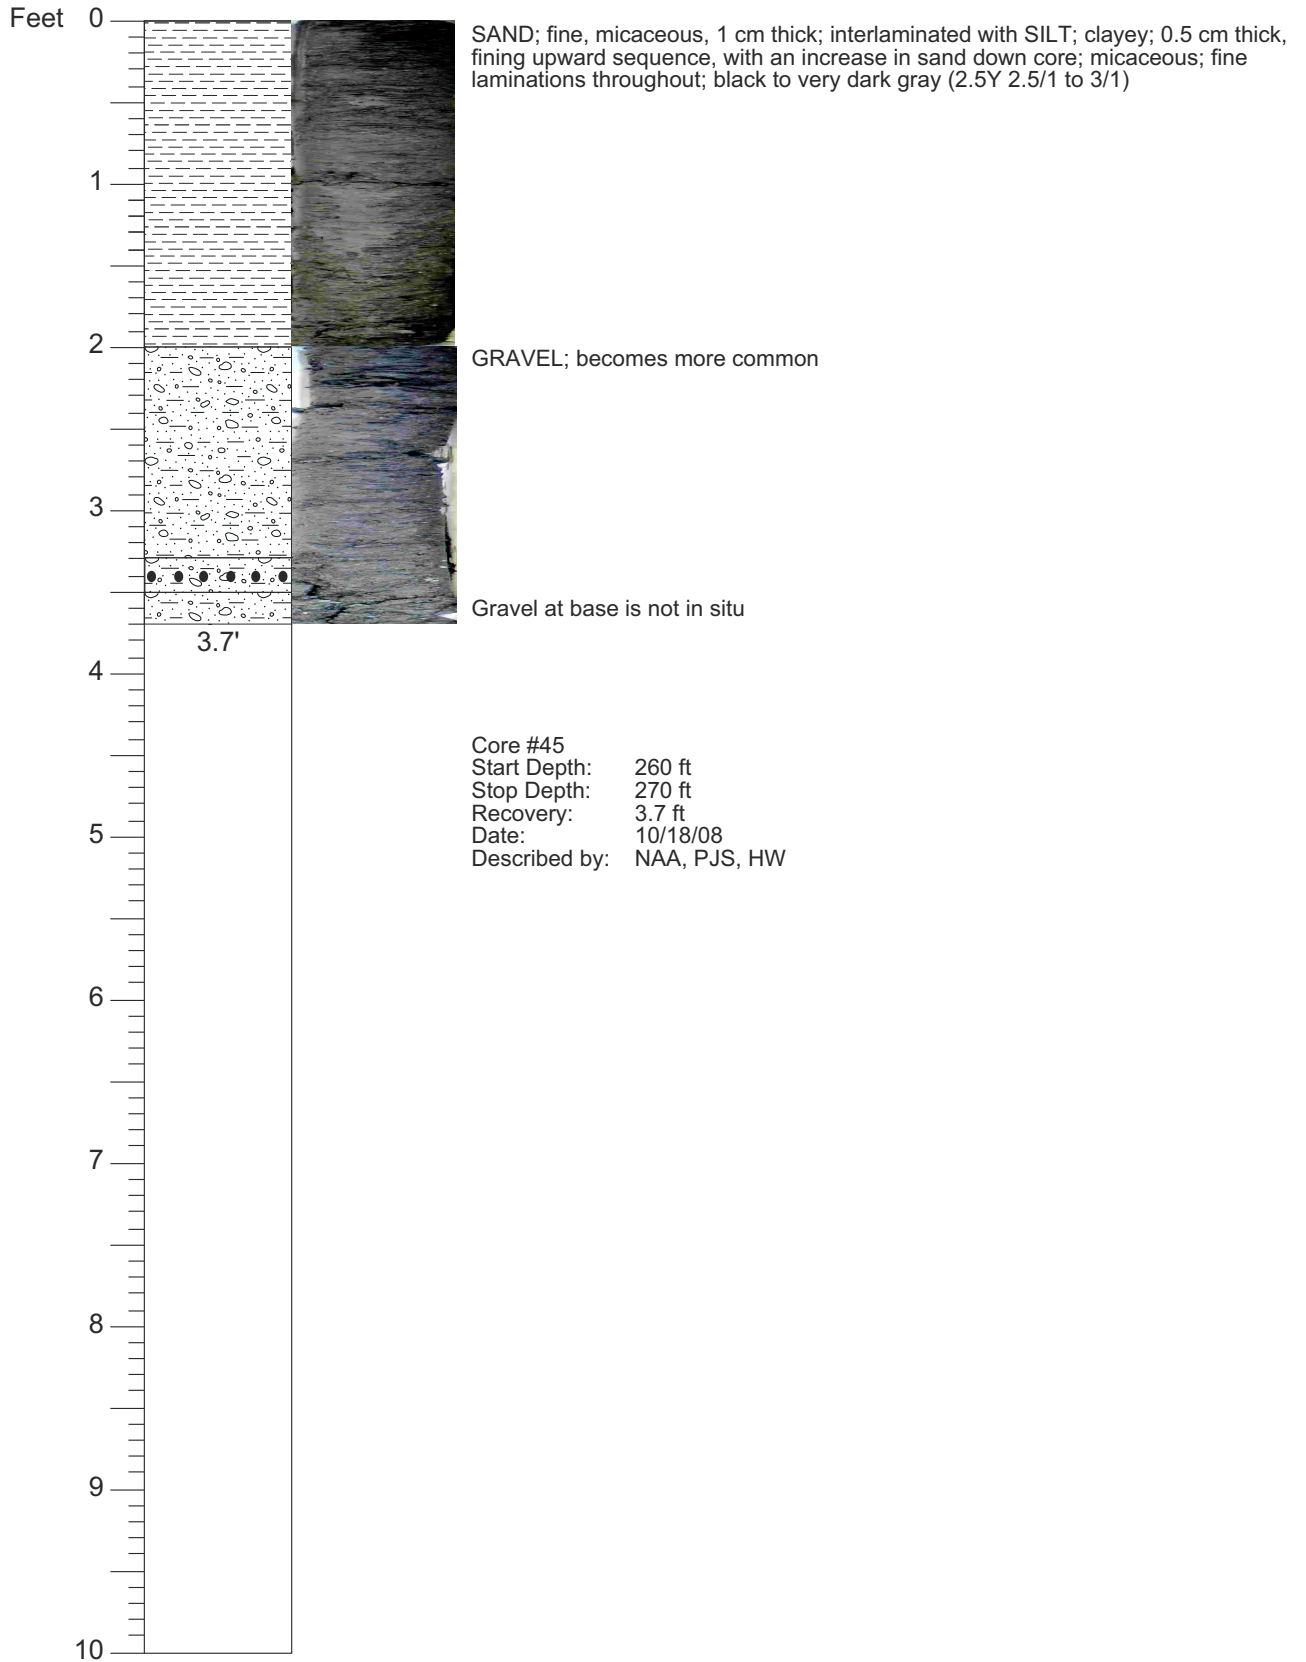 Feet 0
SAND; fine, micaceous, 1 cm thick; interlaminated with SILT; clayey; 0.5 cm thick,
fining upward sequence, with an increase in sand down core; micaceous; fine
laminations throughout; black to very dark gray (2.5Y 2.5/1 to 3/1)
1
2
GRAVEL; becomes more common
3
Gravel at base is not in situ
3.7'
4
Core #45
Start Depth: 260 ft
Stop Depth: 270 ft
Recovery: 3.7 ft
Date: 10/18/08
Described by: NAA, PJS, HW
5
6
7
8
9
10